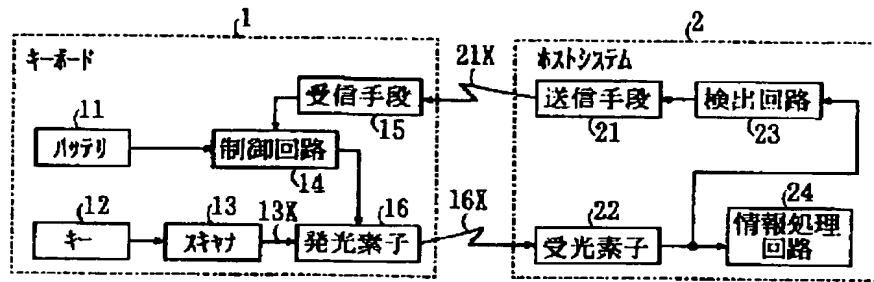 1
キーボード
11
バッテリ
12
キー
13
スキャナ
13X
受信手段
15
制御回路
14
16
発光素子
21X
16X
2
ホストシステム
送信手段
21
検出回路
23
22
受光素子
24
情報処理
回路